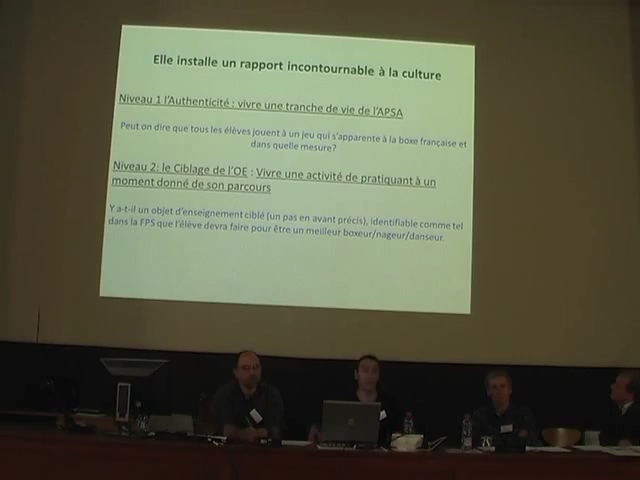 Elle installe un rapport incontournable à la culture
Niveau 1 l'Authenticité : vivre une tranche de vie de l'APSA
Peut on dire que tous les élèves jouent à un jeu qui s'apparente à la boxe française et
dans quelle mesure?
Niveau 2: le Ciblage de l'OE : Vivre une activité de pratiquant à un
moment donné de son parcours
Y a-t-il un objet d'enseignement ciblé (un pas en avant précis), identifiable comme tel
dans la FPS que l'élève devra faire pour être un meilleur boxeur/nageur/danseur.